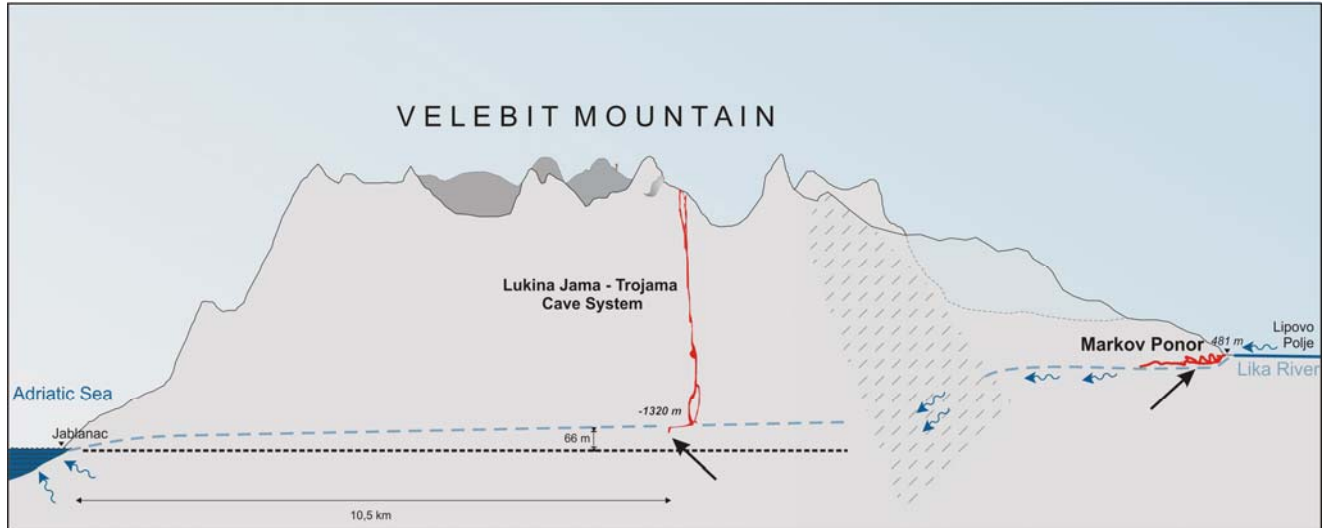 VELEBIT MOUNTAIN
Lukina Jama - Trojama
Cave System
Markov Ponor
481 m
Lipovo
Polje
Lika River
Adriatic Sea
Jablanac
-1320 m
66 m
10,5 km